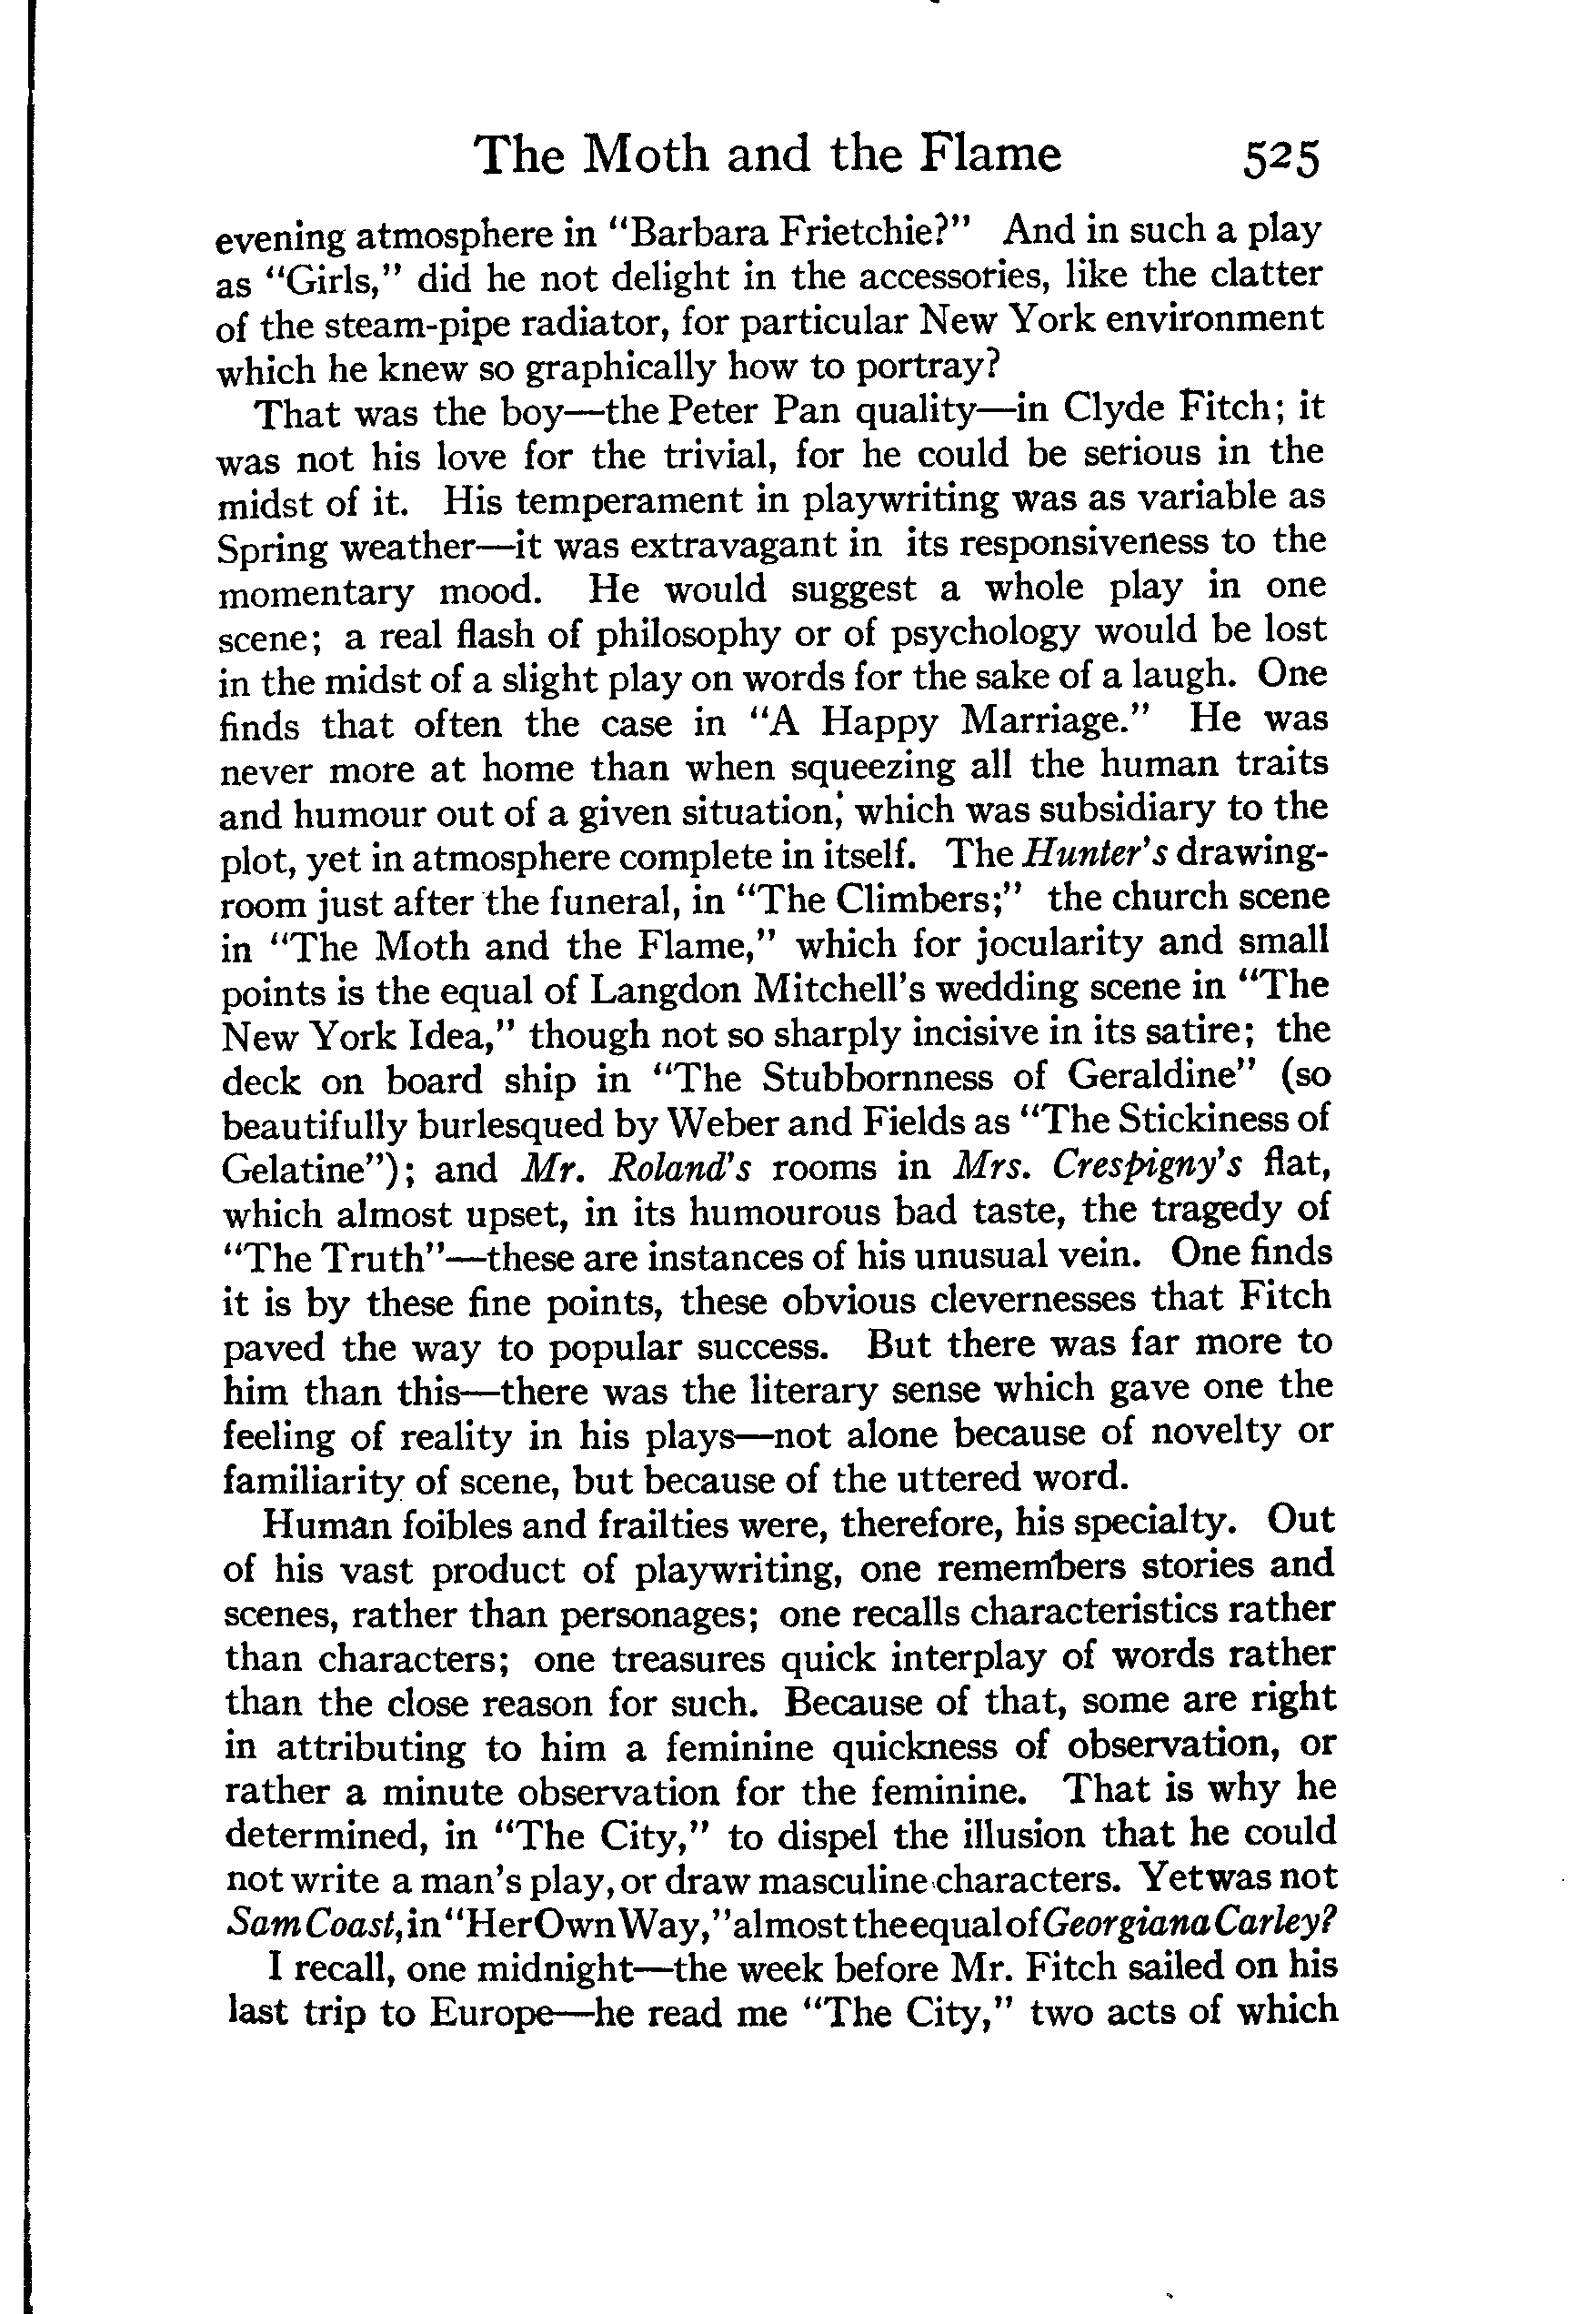 The Moth and the Flame 525
evening atmosphere in "Barbara Frietchie?" And in such a play
as "Girls," did he not delight in the accessories, like the clatter
of the steam-pipe radiator, for particular New York environment
which he knew so graphically how to portray?
That was the boy—the Peter Pan quality—in Clyde Fitch; it
was not his love for the trivial, for he could be serious in the
midst of it. His temperament in playwriting was as variable as
Spring weather—it was extravagant in its responsiveness to the
momentary mood. He would suggest a whole play in one
scene; a real flash of philosophy or of psychology would be lost
in the midst of a slight play on words for the sake of a laugh. One
finds that often the case in "A Happy Marriage." He was
never more at home than when squeezing all the human traits
and humour out of a given situation, which was subsidiary to the
plot, yet in atmosphere complete in itself. The Hunter's drawing-
room just after the funeral, in "The Climbers;" the church scene
in "The Moth and the Flame," which for jocularity and small
points is the equal of Langdon Mitchell's wedding scene in "The
New York Idea," though not so sharply incisive in its satire; the
deck on board ship in "The Stubbornness of Geraldine" (so
beautifully burlesqued by Weber and Fields as "The Stickiness of
Gelatine"); and Mr. Roland's rooms in Mrs. Crespigny's flat,
which almost upset, in its humourous bad taste, the tragedy of
"The Truth"—these are instances of his unusual vein. One finds
it is by these fine points, these obvious clevernesses that Fitch
paved the way to popular success. But there was far more to
him than this—there was the literary sense which gave one the
feeling of reality in his plays—not alone because of novelty or
familiarity of scene, but because of the uttered word.
Human foibles and frailties were, therefore, his specialty. Out
of his vast product of playwriting, one remembers stories and
scenes, rather than personages; one recalls characteristics rather
than characters; one treasures quick interplay of words rather
than the close reason for such. Because of that, some are right
in attributing to him a feminine quickness of observation, or
rather a minute observation for the feminine. That is why he
determined, in "The City," to dispel the illusion that he could
not write a man's play, or draw masculine characters. Yet was not
Sam Coast, in "Her Own Way," almost the equal of Georgiana Carley?
I recall, one midnight—the week before Mr. Fitch sailed on his
last trip to Europe—he read me "The City," two acts of which